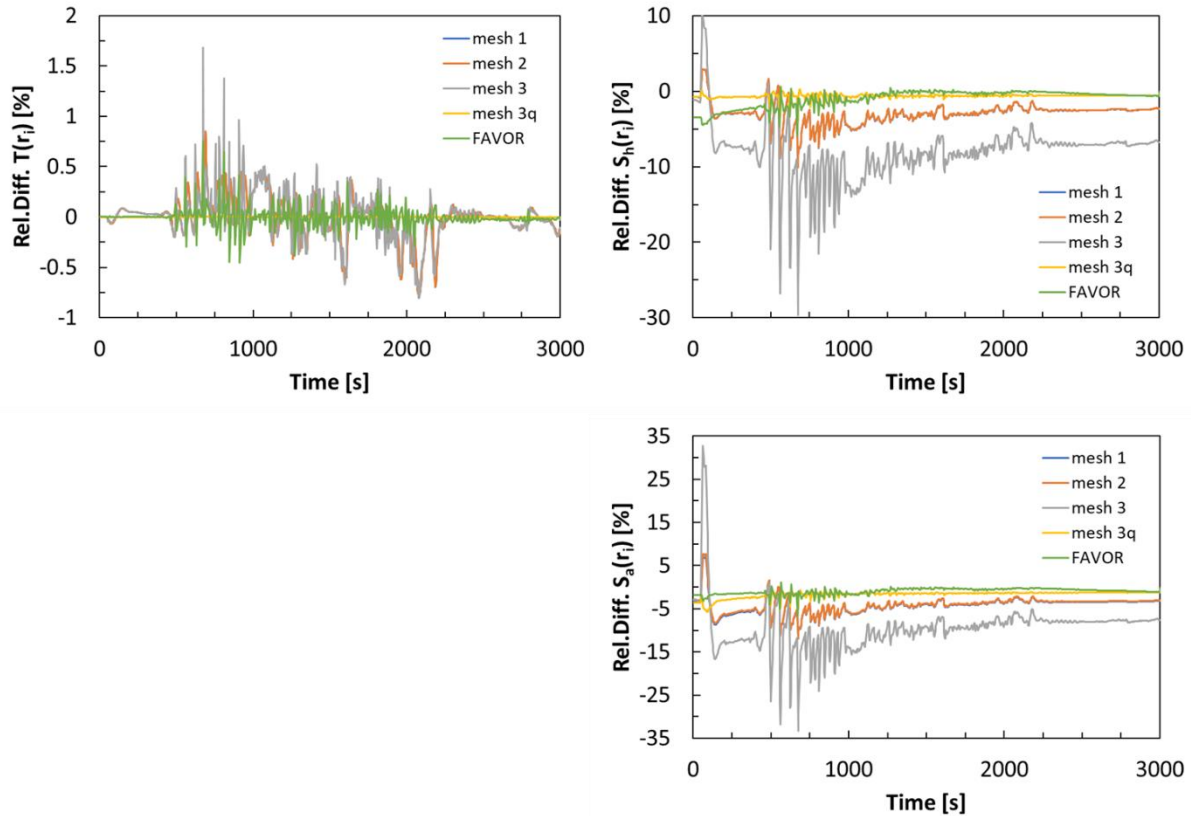 Rel.Diff. T(ri) [%]
2
1.5
1
0.5
0
-0.5
-1
mesh 1
mesh 2
mesh 3
mesh 3q
FAVOR
0 1000 2000 3000
Time [s]
Rel.Diff. Sh(ri) [%]
10
0
-10
-20
-30
mesh 1
mesh 2
mesh 3
mesh 3q
FAVOR
0 1000 2000 3000
Time [s]
Rel.Diff. Sa(ri) [%]
35
25
15
5
-5
-15
-25
-35
mesh 1
mesh 2
mesh 3
mesh 3q
FAVOR
0 1000 2000 3000
Time [s]